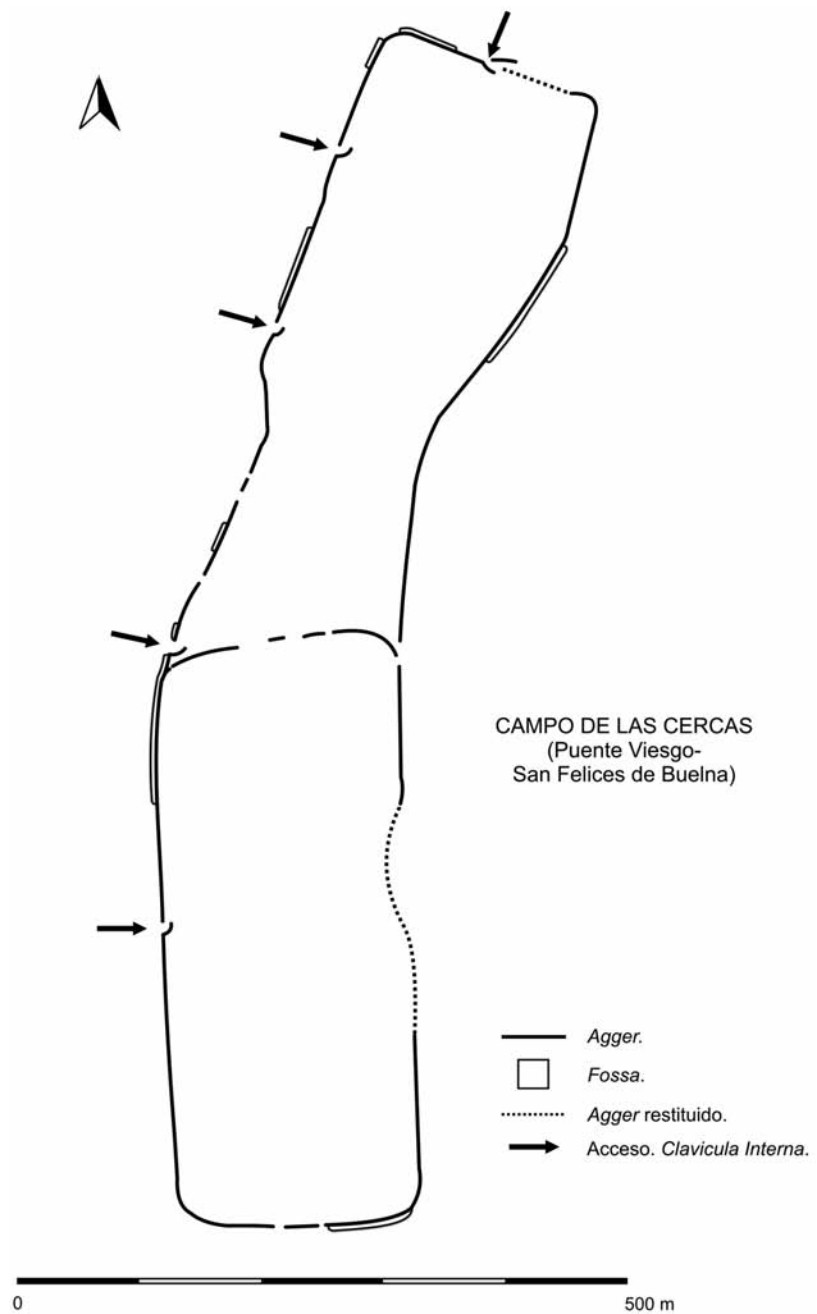 CAMPO DE LAS CERCAS
(Puente Viesgo-
San Felices de Buelna)
Agger.
Fossa.
Agger restituido.
Acceso. Clavicula Interna.
0
500 m